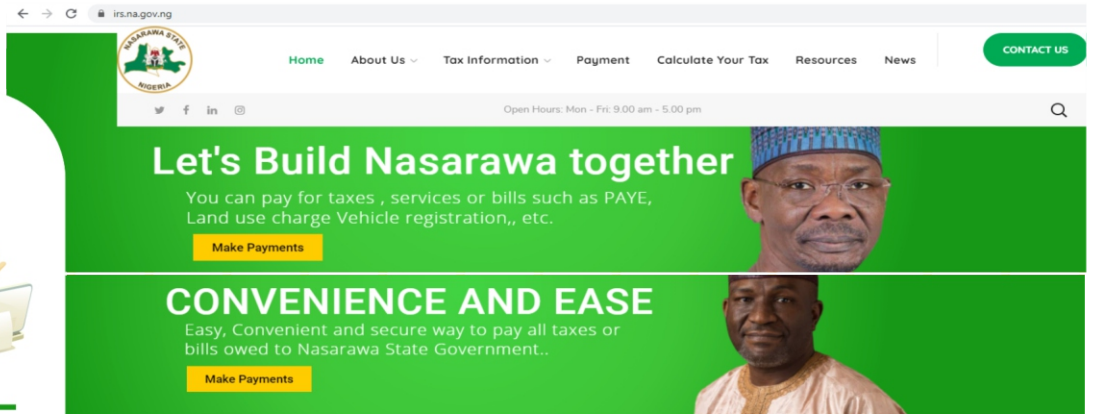 irs.na.gov.ng
NASARAWA STATE
NIGERIA
Home About Us Tax Information Payment Calculate Your Tax Resources News CONTACT US
Open Hours: Mon - Fri: 9.00 am - 5.00 pm
Let's Build Nasarawa together
You can pay for taxes , services or bills such as PAYE,
Land use charge Vehicle registration,, etc.
Make Payments
CONVENIENCE AND EASE
Easy, Convenient and secure way to pay all taxes or
bills owed to Nasarawa State Government..
Make Payments